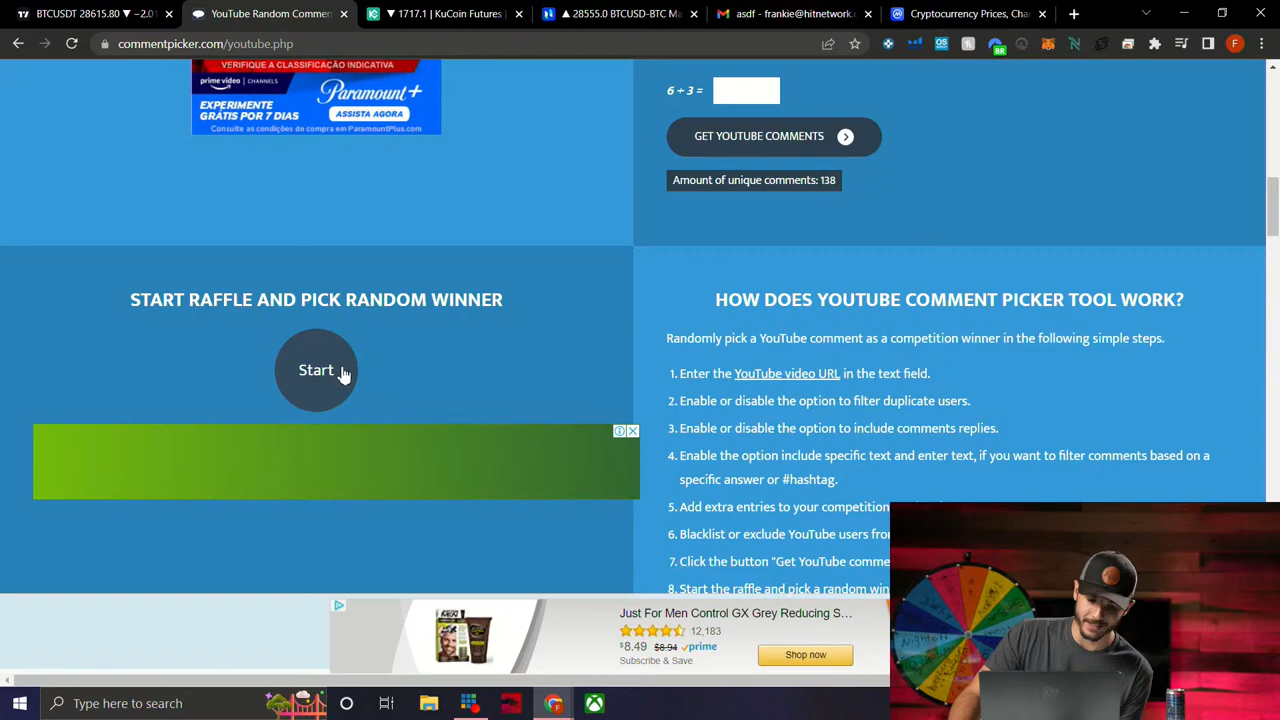 BTCUSDT ▼ 28615.80 ▼ −2.01
YouTube Random Commen
▼ 1717.1 | KuCoin Futures
▲ 28555.0 BTCUSD-BTC Ma
asdf - frankie@hitnetwork.
Cryptocurrency Prices, Cha
commentpicker.com/youtube.php
BR
F
VERIFIQUE A CLASSIFICAÇÃO INDICATIVA
prime video | CHANNELS
Paramount+
EXPERIMENTE
GRÁTIS POR 7 DIAS
ASSISTA AGORA
Consulte as condições de compra em ParamountPlus.com
6 ÷ 3 =
GET YOUTUBE COMMENTS
Amount of unique comments: 138
START RAFFLE AND PICK RANDOM WINNER
Start
HOW DOES YOUTUBE COMMENT PICKER TOOL WORK?
Randomly pick a YouTube comment as a competition winner in the following simple steps.
1. Enter the YouTube video URL in the text field.
2. Enable or disable the option to filter duplicate users.
3. Enable or disable the option to include comments replies.
4. Enable the option include specific text and enter text, if you want to filter comments based on a
specific answer or #hashtag.
5. Add extra entries to your competition
6. Blacklist or exclude YouTube users fro
7. Click the button "Get YouTube comme
8. Start the raffle and pick a random win
Just For Men Control GX Grey Reducing S...
12,183
$8.49 $8.94 prime
Subscribe & Save
Shop now
Type here to search